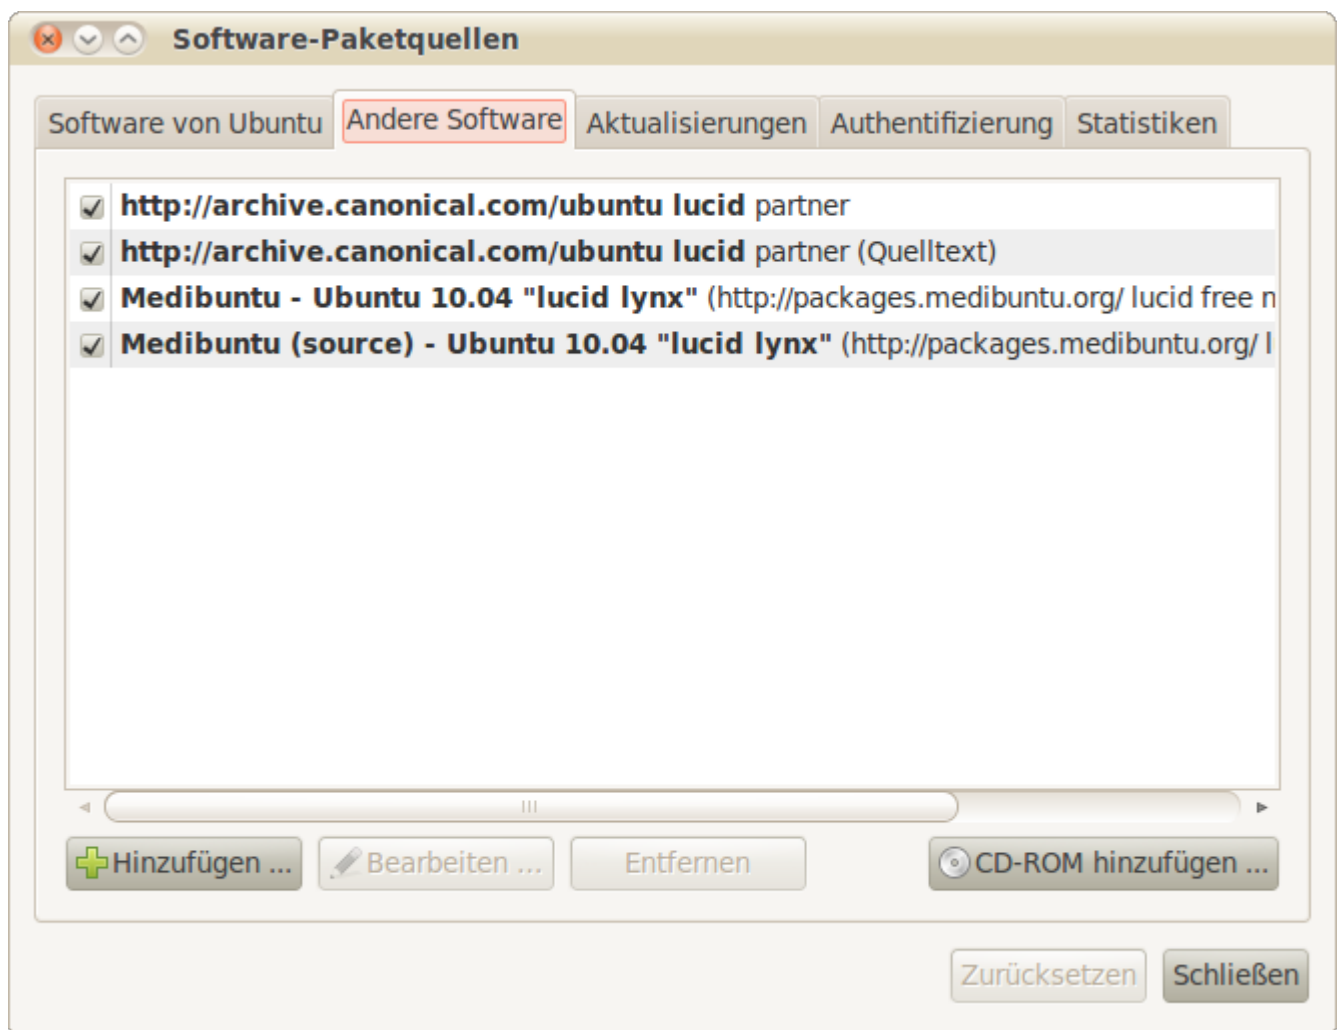 Software-Paketquellen
Software von Ubuntu Andere Software Aktualisierungen Authentifizierung Statistiken
http://archive.canonical.com/ubuntu lucid partner
http://archive.canonical.com/ubuntu lucid partner (Quelltext)
Medibuntu - Ubuntu 10.04 "lucid lynx" (http://packages.medibuntu.org/ lucid free n
Medibuntu (source) - Ubuntu 10.04 "lucid lynx" (http://packages.medibuntu.org/ l
Hinzufügen ... Bearbeiten ... Entfernen CD-ROM hinzufügen ...
Zurücksetzen Schließen